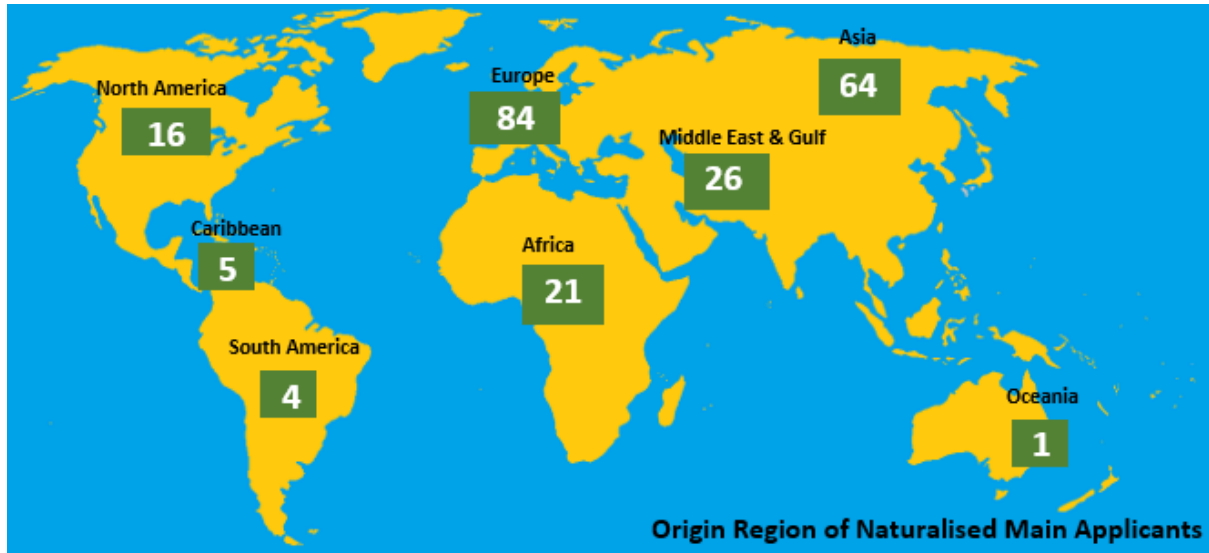 Asia
64
Europe
84
North America
16
Middle East & Gulf
26
Caribbean
5
Africa
21
South America
4
Oceania
1
Origin Region of Naturalised Main Applicants